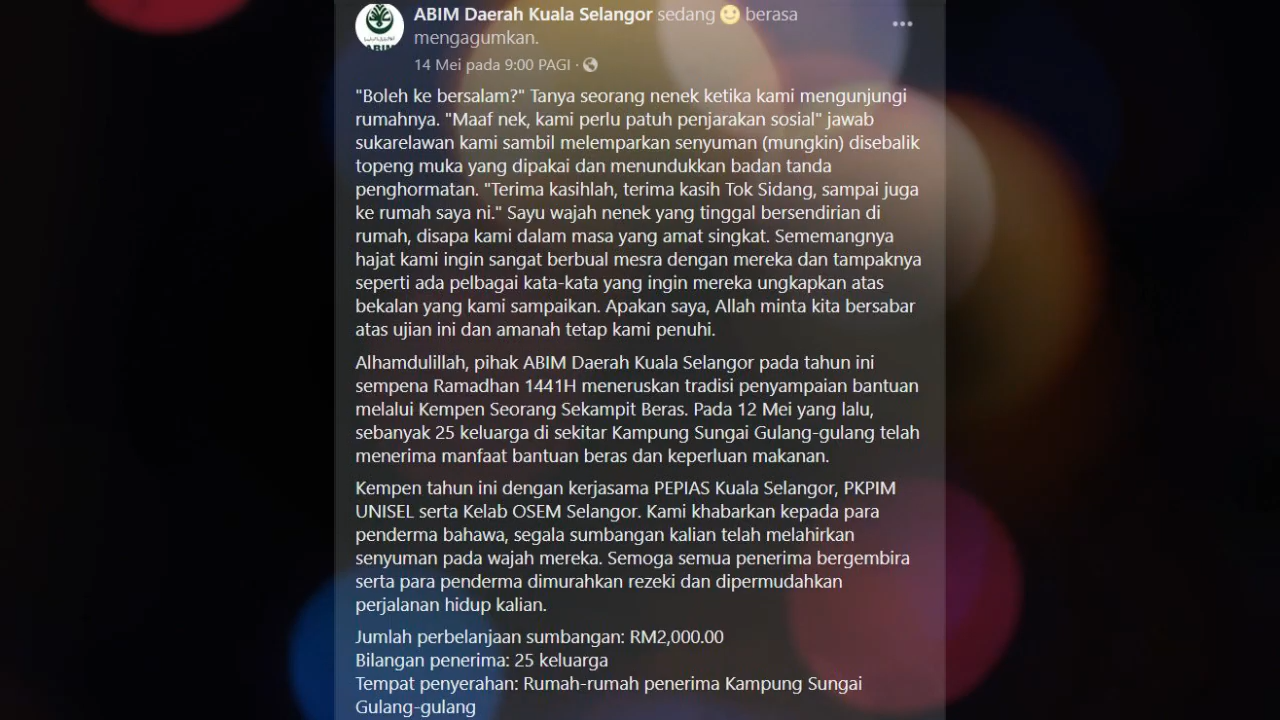 ABIM Daerah Kuala Selangor sedang 🙂 berasa
mengagumkan.
14 Mei pada 9:00 PAGI ·
"Boleh ke bersalam?" Tanya seorang nenek ketika kami mengunjungi
rumahnya. "Maaf nek, kami perlu patuh penjarakan sosial" jawab
sukarelawan kami sambil melemparkan senyuman (mungkin) disebalik
topeng muka yang dipakai dan menundukkan badan tanda
penghormatan. "Terima kasihlah, terima kasih Tok Sidang, sampai juga
ke rumah saya ni." Sayu wajah nenek yang tinggal bersendirian di
rumah, disapa kami dalam masa yang amat singkat. Sememangnya
hajat kami ingin sangat berbual mesra dengan mereka dan tampaknya
seperti ada pelbagai kata-kata yang ingin mereka ungkapkan atas
bekalan yang kami sampaikan. Apakan saya, Allah minta kita bersabar
atas ujian ini dan amanah tetap kami penuhi.
Alhamdulillah, pihak ABIM Daerah Kuala Selangor pada tahun ini
sempena Ramadhan 1441H meneruskan tradisi penyampaian bantuan
melalui Kempen Seorang Sekampit Beras. Pada 12 Mei yang lalu,
sebanyak 25 keluarga di sekitar Kampung Sungai Gulang-gulang telah
menerima manfaat bantuan beras dan keperluan makanan.
Kempen tahun ini dengan kerjasama PEPIAS Kuala Selangor, PKPIM
UNISEL serta Kelab OSEM Selangor. Kami khabarkan kepada para
penderma bahawa, segala sumbangan kalian telah melahirkan
senyuman pada wajah mereka. Semoga semua penerima bergembira
serta para penderma dimurahkan rezeki dan dipermudahkan
perjalanan hidup kalian.
Jumlah perbelanjaan sumbangan: RM2,000.00
Bilangan penerima: 25 keluarga
Tempat penyerahan: Rumah-rumah penerima Kampung Sungai
Gulang-gulang